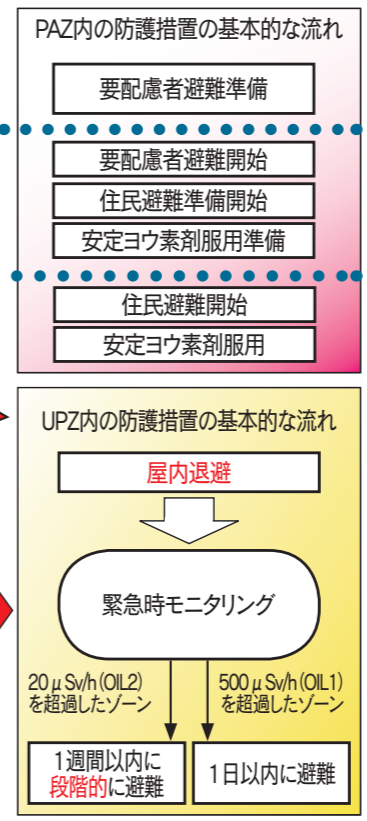 PAZ内の防護措置の基本的な流れ
要配慮者避難準備
要配慮者避難開始
住民避難準備開始
安定ヨウ素剤服用準備
住民避難開始
安定ヨウ素剤服用
UPZ内の防護措置の基本的な流れ
屋内退避
緊急時モニタリング
20μSv/h(OIL2)
を超過したゾーン
500μSv/h(OIL1)
を超過したゾーン
1週間以内に
段階的に避難
1日以内に避難